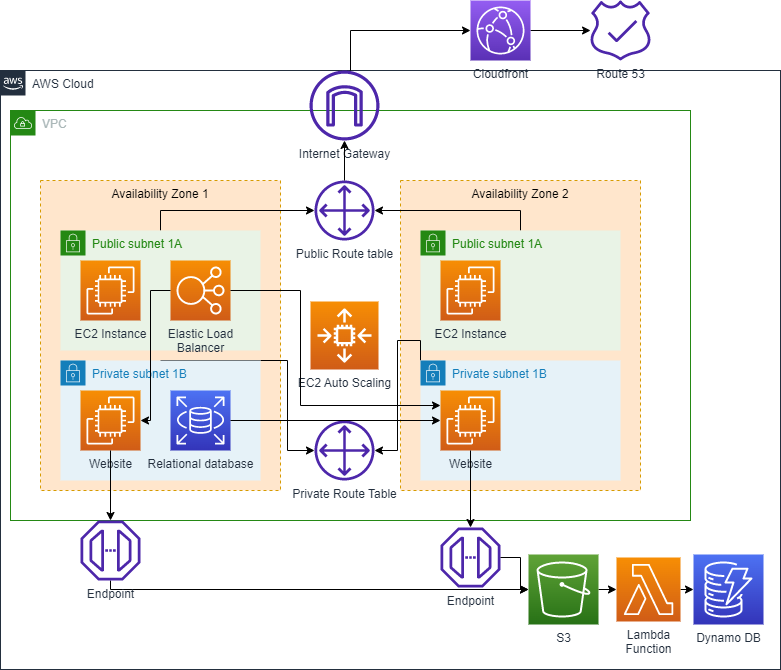 Cloudfront
Route 53
aws
AWS Cloud
VPC
Internet Gateway
Availability Zone 1
Availability Zone 2
Public Route table
Public subnet 1A
Public subnet 1A
EC2 Instance
Elastic Load
Balancer
EC2 Instance
EC2 Auto Scaling
Private subnet 1B
Private subnet 1B
Website
Relational database
Website
Private Route Table
Endpoint
Endpoint
S3
Lambda
Function
Dynamo DB